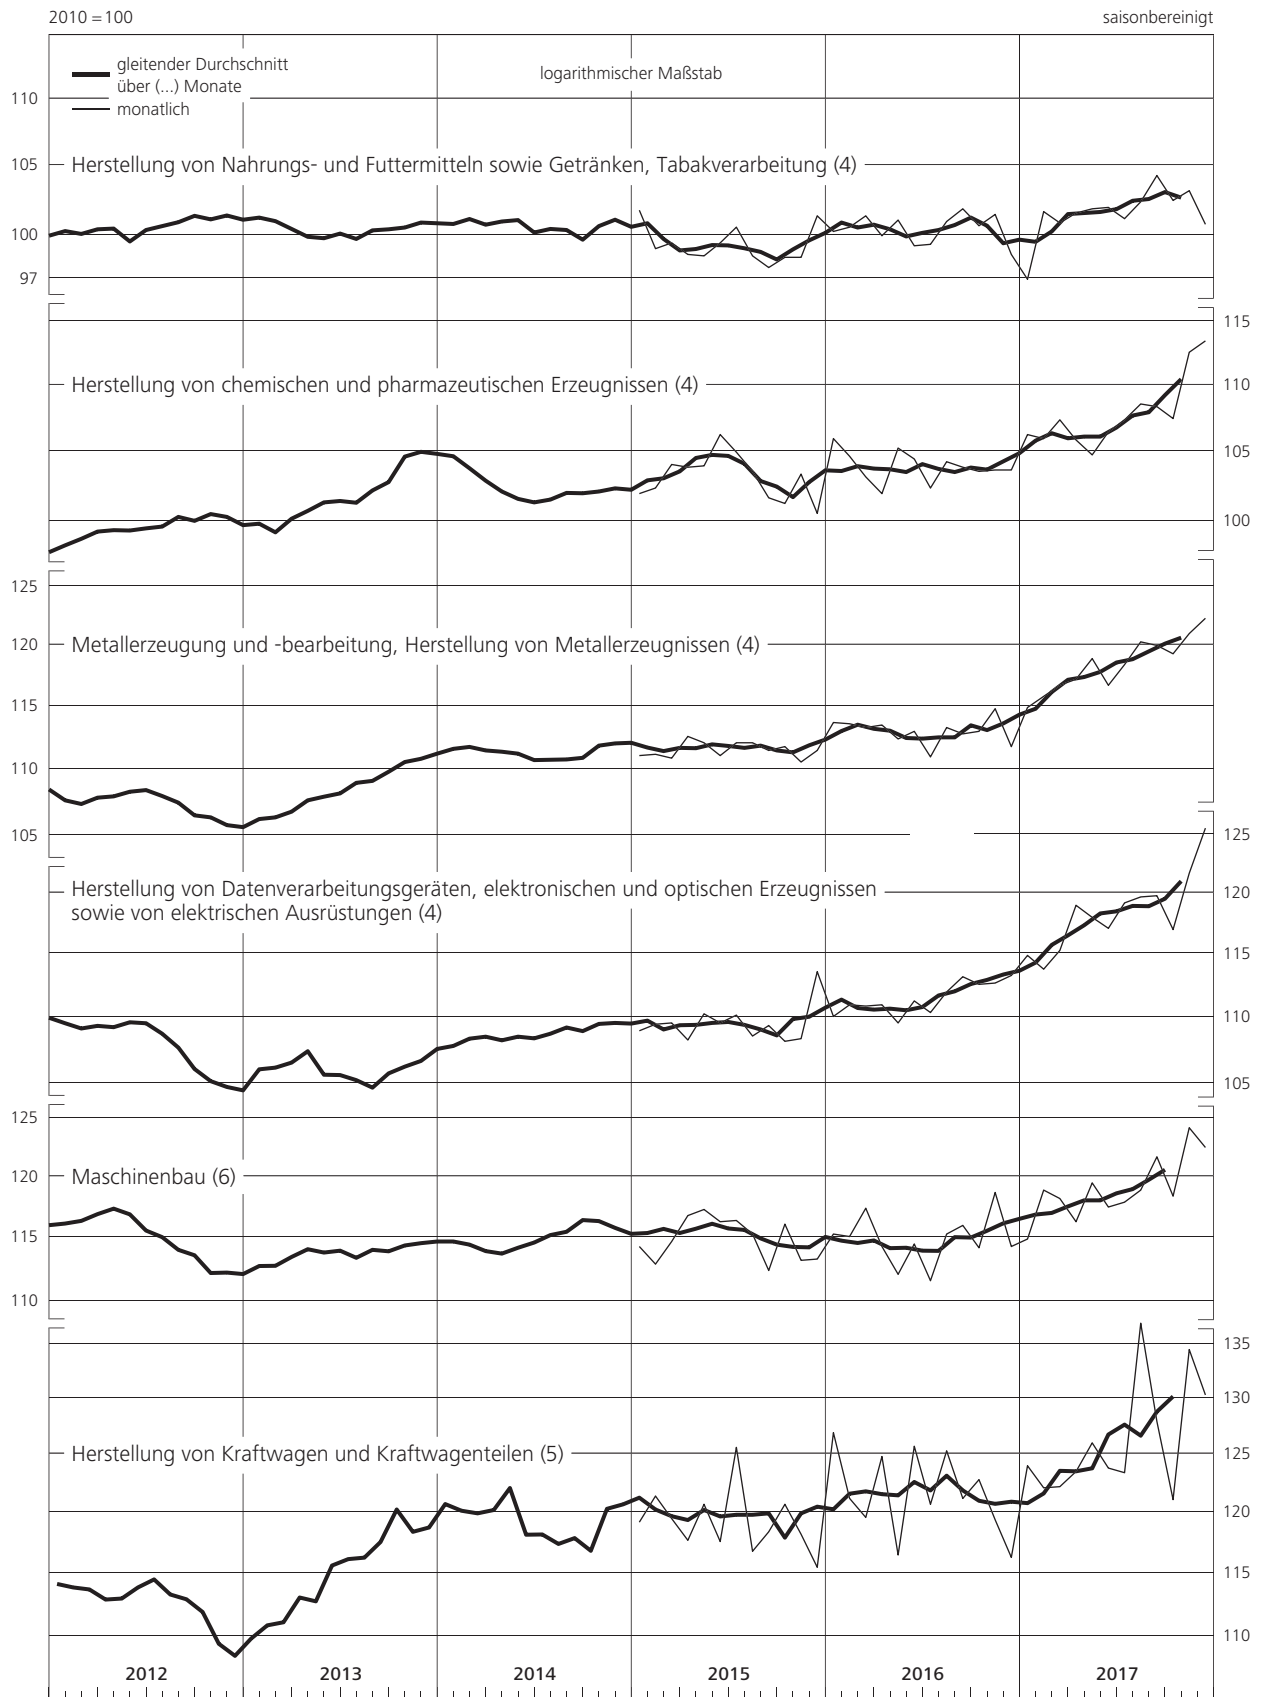 2010 = 100
saisonbereinigt
gleitender Durchschnitt
über (...) Monate
monatlich
logarithmischer Maßstab
110
105
Herstellung von Nahrungs- und Futtermitteln sowie Getränken, Tabakverarbeitung (4)
100
97
115
Herstellung von chemischen und pharmazeutischen Erzeugnissen (4)
110
105
100
125
120
Metallerzeugung und -bearbeitung, Herstellung von Metallerzeugnissen (4)
115
110
105
125
Herstellung von Datenverarbeitungsgeräten, elektronischen und optischen Erzeugnissen
120
sowie von elektrischen Ausrüstungen (4)
115
110
105
125
120
Maschinenbau (6)
115
110
135
130
Herstellung von Kraftwagen und Kraftwagenteilen (5)
125
120
115
110
2012 2013 2014 2015 2016 2017